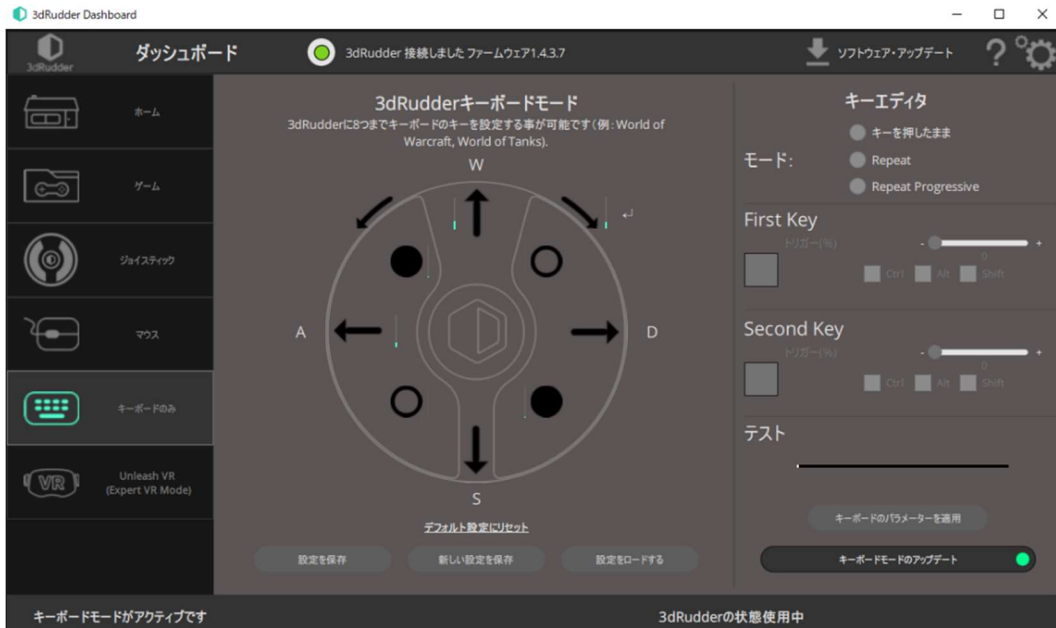 3dRudder Dashboard
3dRudder
ダッシュボード
3dRudder 接続しました ファームウェア1.4.3.7
ソフトウェア・アップデート
?
ホーム
ゲーム
ジョイスティック
マウス
キーボードのみ
VR
Unleash VR
(Expert VR Mode)
3dRudderキーボードモード
3dRudderに8つまでキーボードのキーを設定する事が可能です(例：World of
Warcraft, World of Tanks).
W
↵
A
D
S
デフォルト設定にリセット
設定を保存
新しい設定を保存
設定をロードする
キーエディタ
モード:
キーを押したまま
Repeat
Repeat Progressive
First Key
トリガー(%)
- +
0
Ctrl Alt Shift
Second Key
トリガー(%)
- +
0
Ctrl Alt Shift
テスト
キーボードのパラメーターを適用
キーボードモードのアップデート
キーボードモードがアクティブです
3dRudderの状態使用中